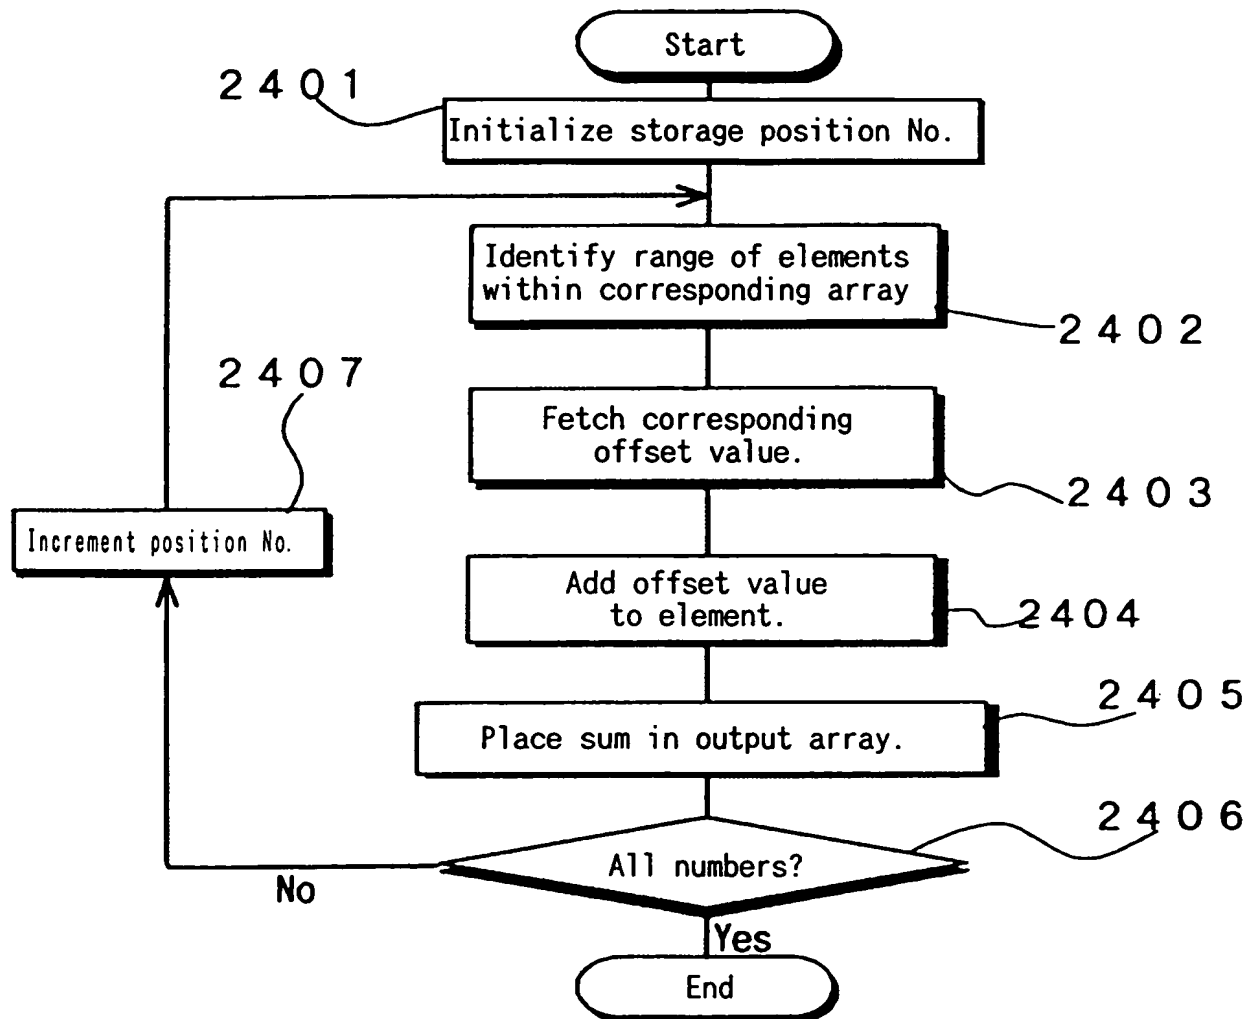 Start
2401
Initialize storage position No.
Identify range of elements
within corresponding array
2402
2407
Fetch corresponding
offset value.
2403
Increment position No.
Add offset value
to element.
2404
2405
Place sum in output array.
2406
All numbers?
No
Yes
End